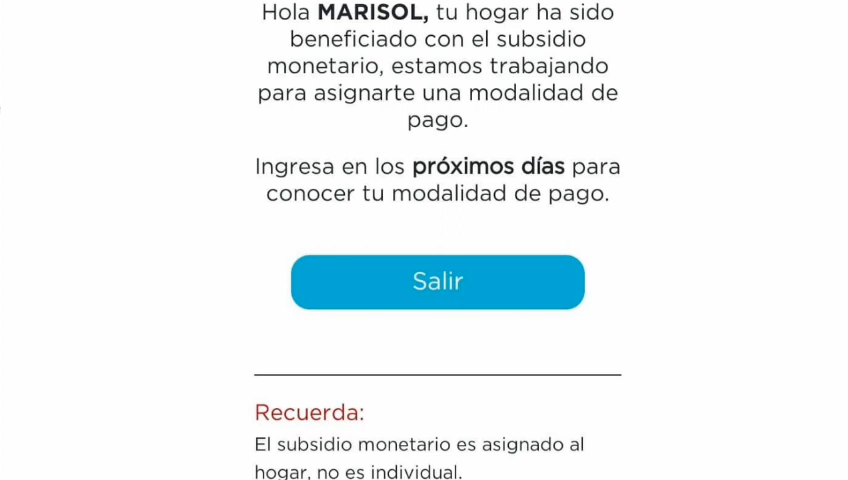 Hola MARISOL, tu hogar ha sido
beneficiado con el subsidio
monetario, estamos trabajando
para asignarte una modalidad de
pago.
Ingresa en los próximos días para
conocer tu modalidad de pago.
Salir
Recuerda:
El subsidio monetario es asignado al
hogar, no es individual.